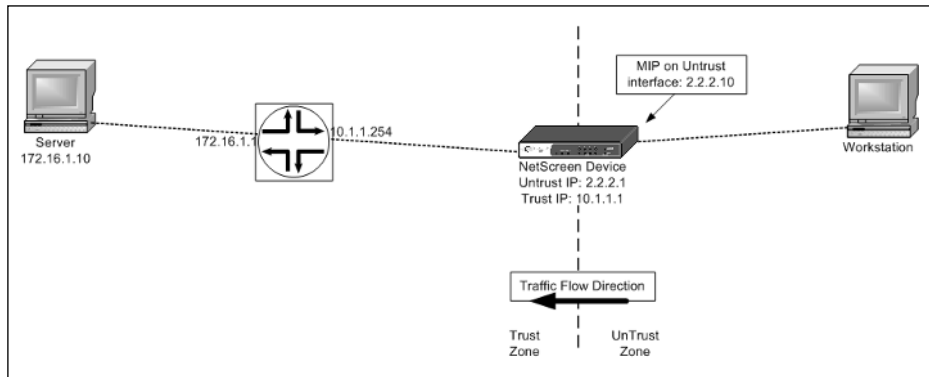 MIP on Untrust
interface: 2.2.2.10
Server
172.16.1.10
172.16.1.1
10.1.1.254
NetScreen Device
Untrust IP: 2.2.2.1
Trust IP: 10.1.1.1
Workstation
Traffic Flow Direction
Trust
Zone
UnTrust
Zone